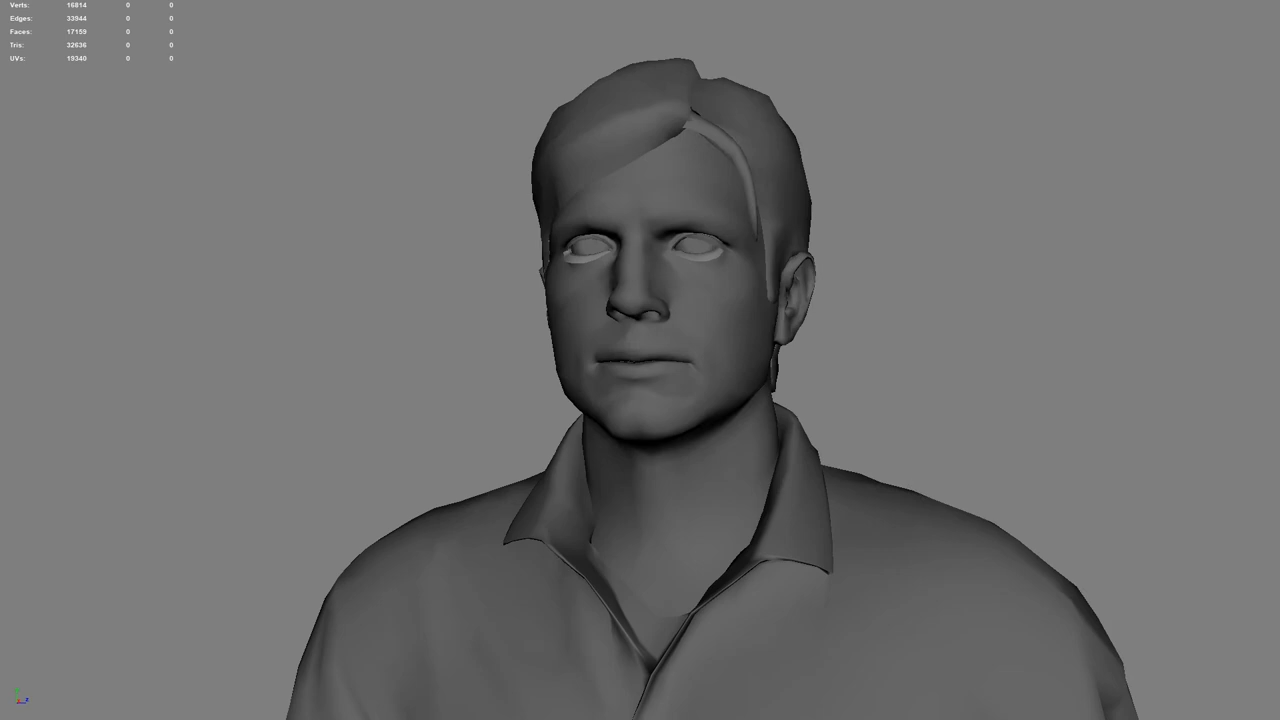 Verts: 16814 0 0
Edges: 33944 0 0
Faces: 17159 0 0
Tris: 32636 0 0
UVs: 19340 0 0